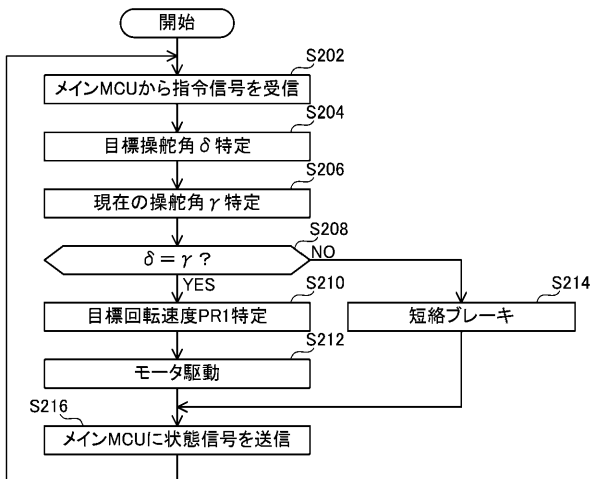 開始
S202
メインMCUから指令信号を受信
S204
目標操舵角δ特定
S206
現在の操舵角γ特定
S208
δ=γ?
NO
YES
S210
目標回転速度PR1特定
S214
短絡ブレーキ
S212
モータ駆動
S216
メインMCUに状態信号を送信